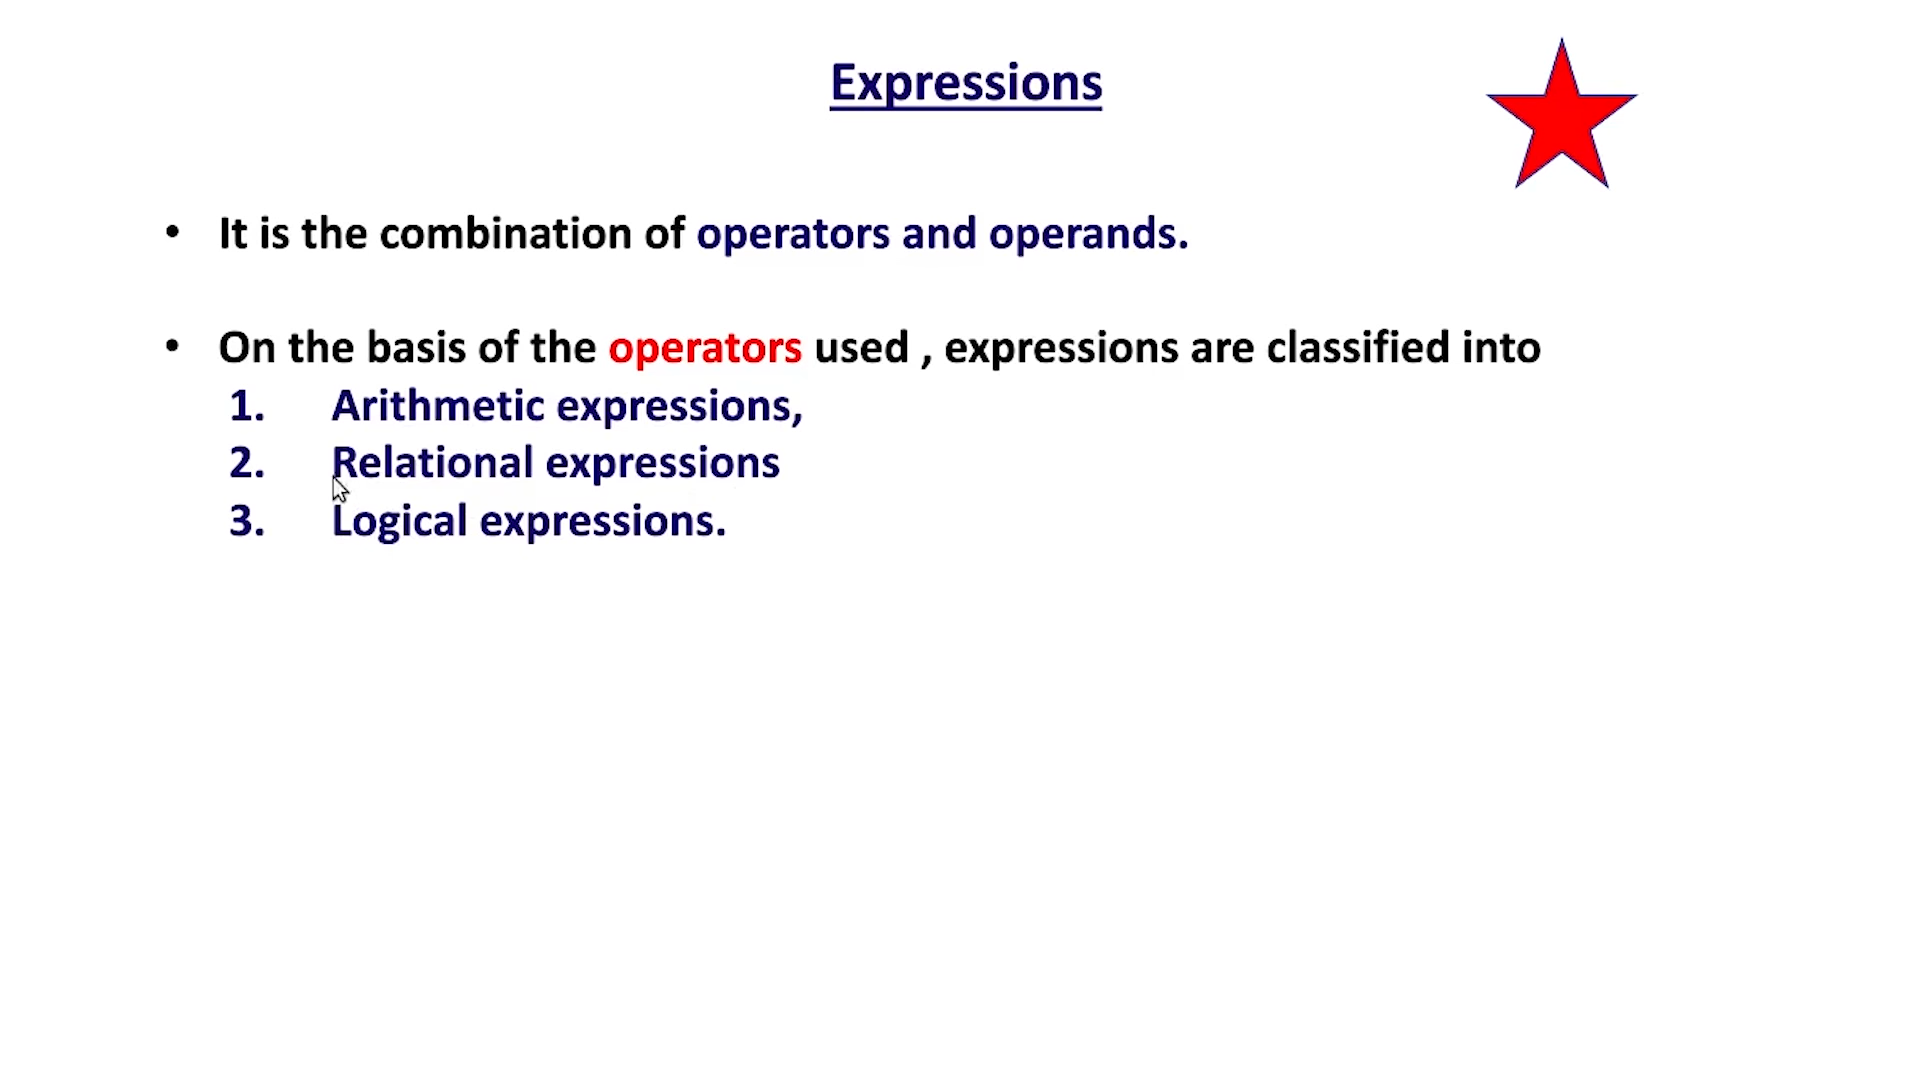 Expressions
• It is the combination of operators and operands.
• On the basis of the operators used , expressions are classified into
1. Arithmetic expressions,
2. Relational expressions
3. Logical expressions.